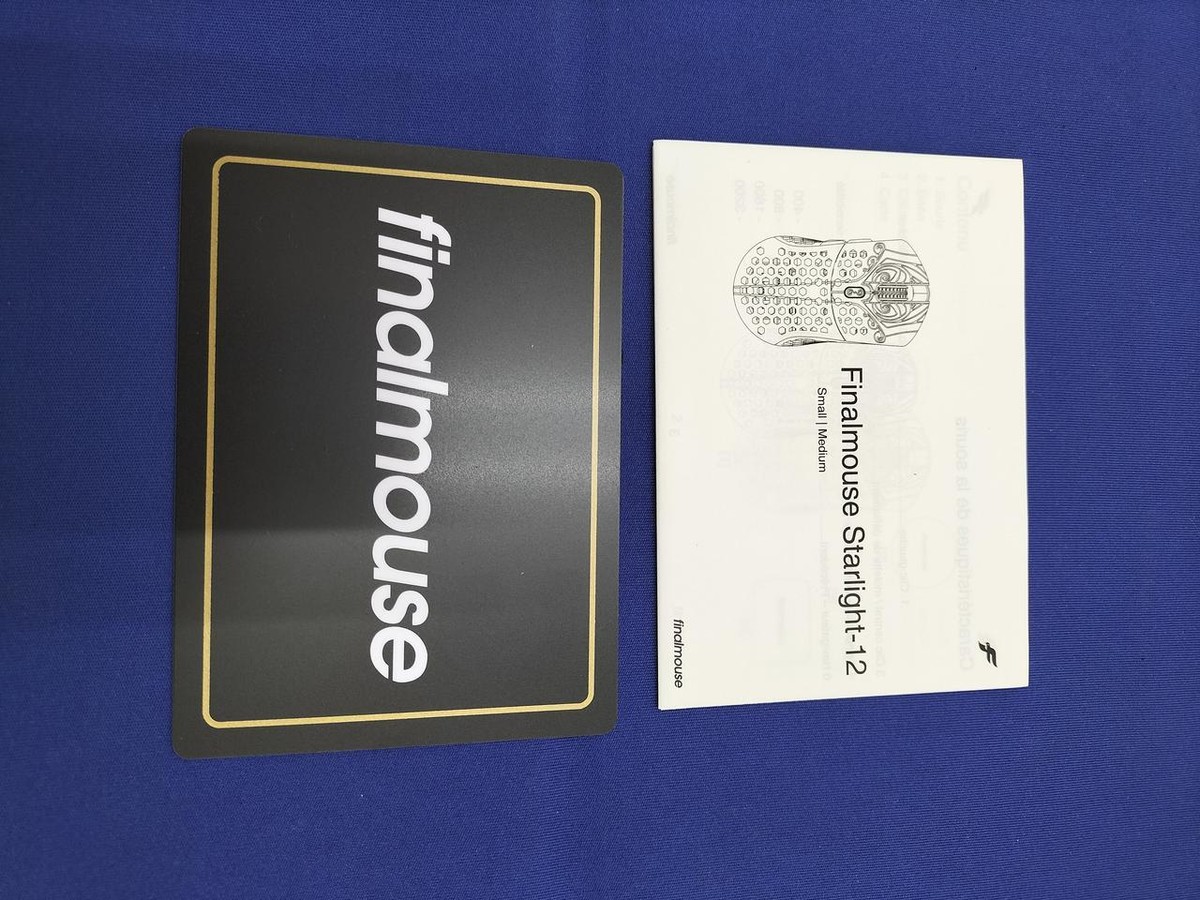 finalmouse
Finalmouse Starlight-12
Small | Medium
finalmouse